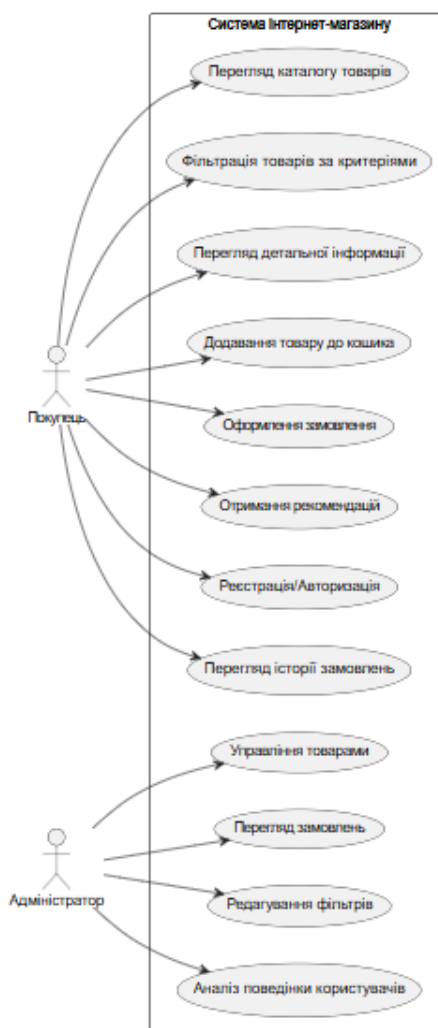 Система Інтернет-магазину
Перегляд каталогу товарів
Фільтрація товарів за критеріями
Перегляд детальної інформації
Додавання товару до кошика
Покупець
Оформлення замовлення
Отримання рекомендацій
Реєстрація/Авторизація
Перегляд історії замовлень
Управління товарами
Перегляд замовлень
Адміністратор
Редагування фільтрів
Аналіз поведінки користувачів